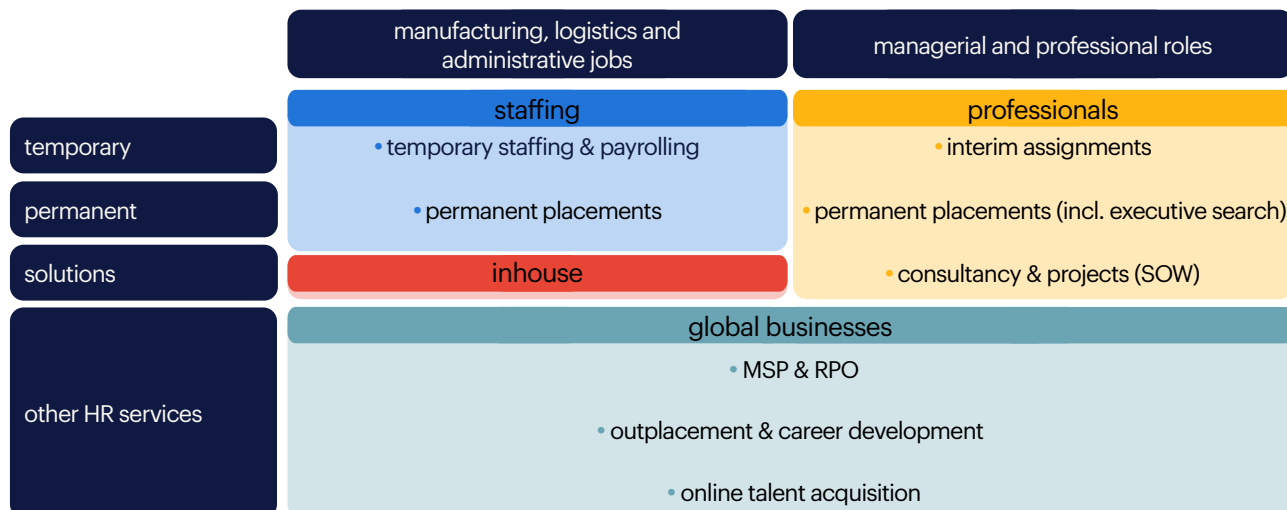 manufacturing, logistics and
administrative jobs
managerial and professional roles
staffing
professionals
temporary
• temporary staffing & payrolling
• interim assignments
permanent
• permanent placements
• permanent placements (incl. executive search)
solutions
inhouse
• consultancy & projects (SOW)
global businesses
• MSP & RPO
other HR services
• outplacement & career development
• online talent acquisition